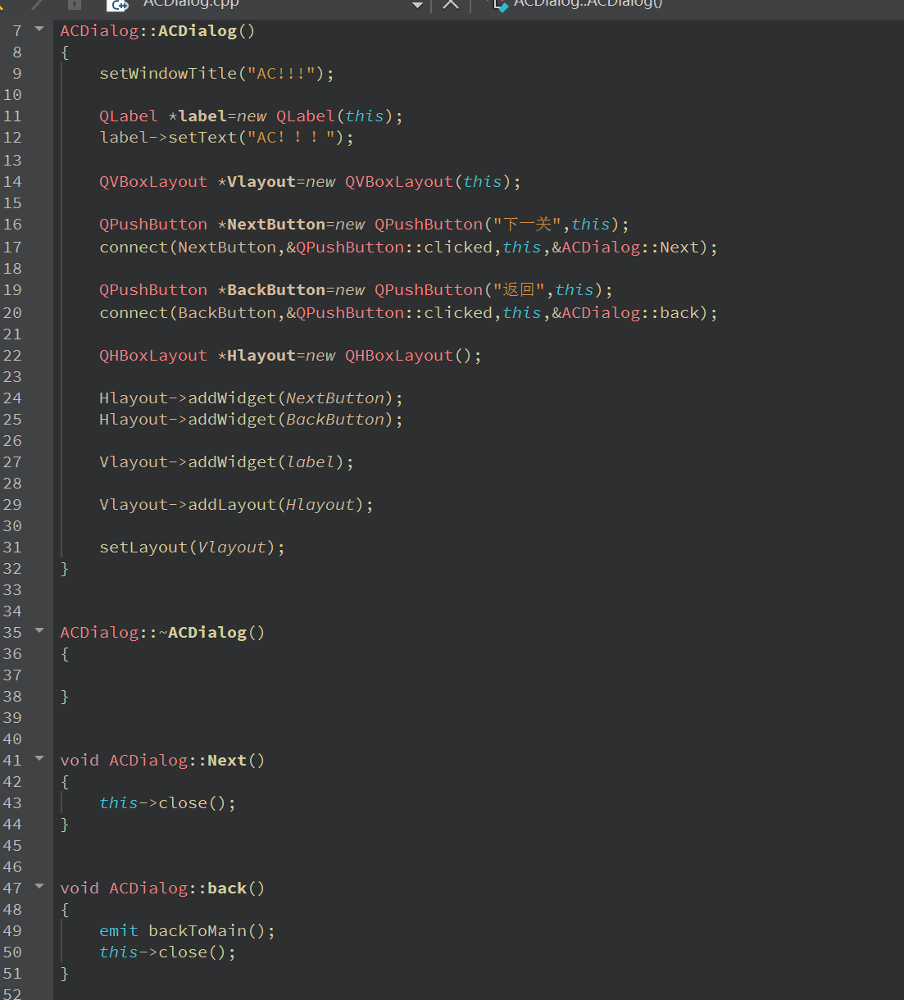 ACDialog.cpp
ACDialog::ACDialog()
7 ACDialog::ACDialog()
8 {
9 setWindowTitle("AC!!!");
10
11 QLabel *label=new QLabel(this);
12 label->setText("AC！！！");
13
14 QVBoxLayout *Vlayout=new QVBoxLayout(this);
15
16 QPushButton *NextButton=new QPushButton("下一关",this);
17 connect(NextButton,&QPushButton::clicked,this,&ACDialog::Next);
18
19 QPushButton *BackButton=new QPushButton("返回",this);
20 connect(BackButton,&QPushButton::clicked,this,&ACDialog::back);
21
22 QHBoxLayout *Hlayout=new QHBoxLayout();
23
24 Hlayout->addWidget(NextButton);
25 Hlayout->addWidget(BackButton);
26
27 Vlayout->addWidget(label);
28
29 Vlayout->addLayout(Hlayout);
30
31 setLayout(Vlayout);
32 }
33
34
35 ACDialog::~ACDialog()
36 {
37
38 }
39
40
41 void ACDialog::Next()
42 {
43 this->close();
44 }
45
46
47 void ACDialog::back()
48 {
49 emit backToMain();
50 this->close();
51 }
52